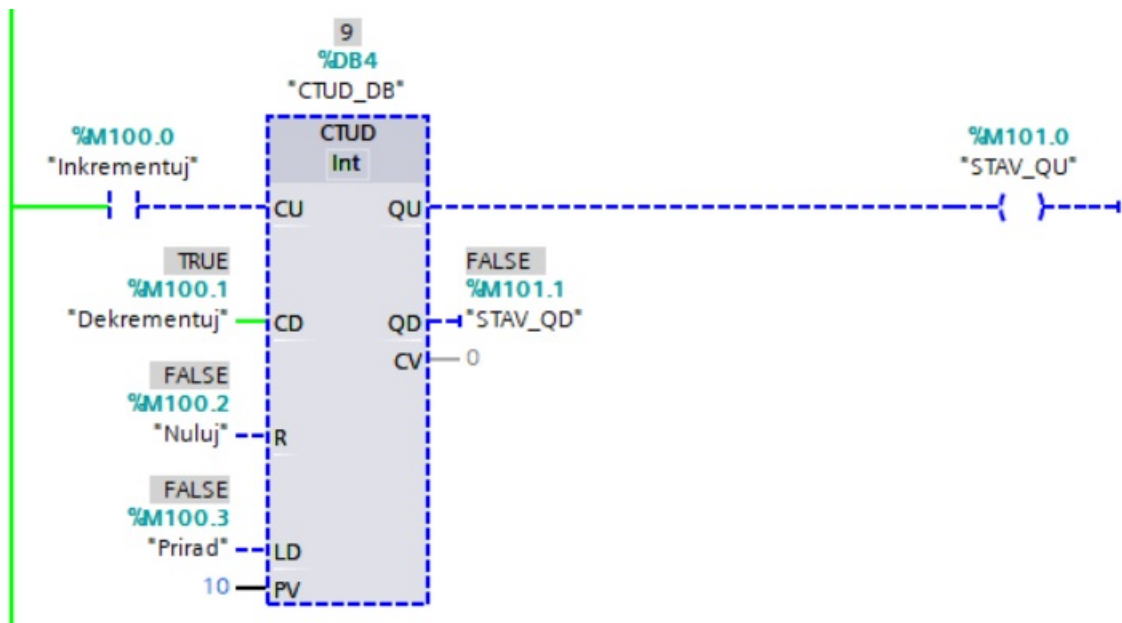 9
%DB4
"CTUD_DB"
%M100.0
"Inkrementuj"
CTUD
Int
%M101.0
"STAV_QU"
CU
QU
TRUE
%M100.1
"Dekrementuj"
CD
QD
FALSE
%M101.1
"STAV_QD"
CV
0
FALSE
%M100.2
"Nuluj"
R
FALSE
%M100.3
"Prirad"
LD
10
PV